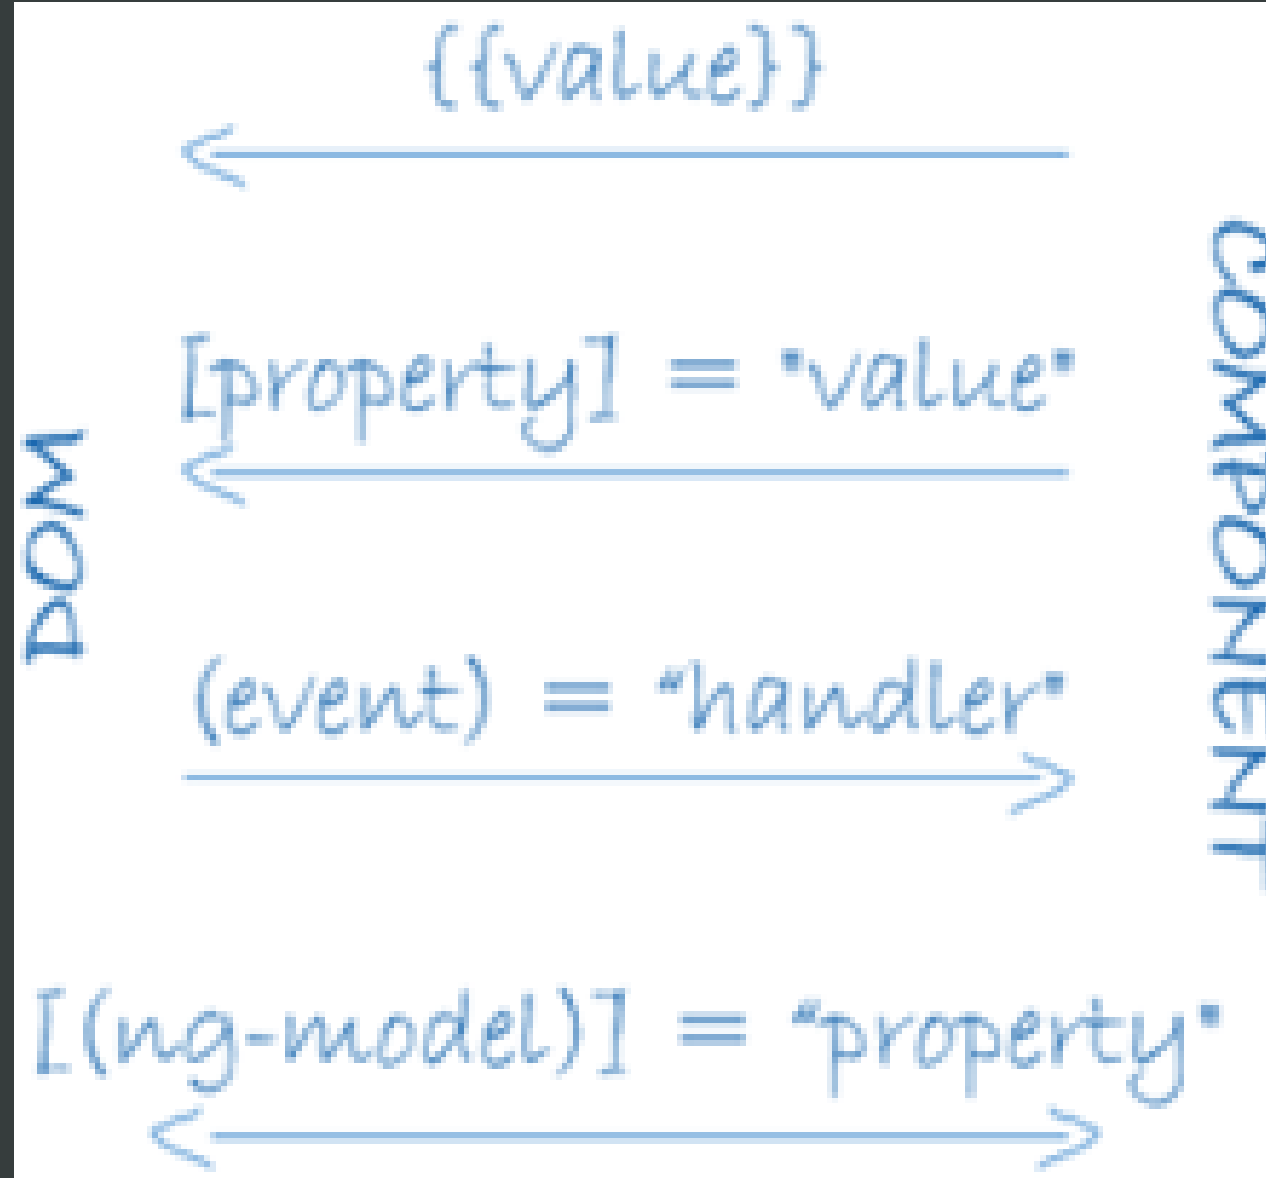 {{value}}
[property] = "value"
DOM
COMPONENT
(event) = "handler"
[(ng-model)] = "property"